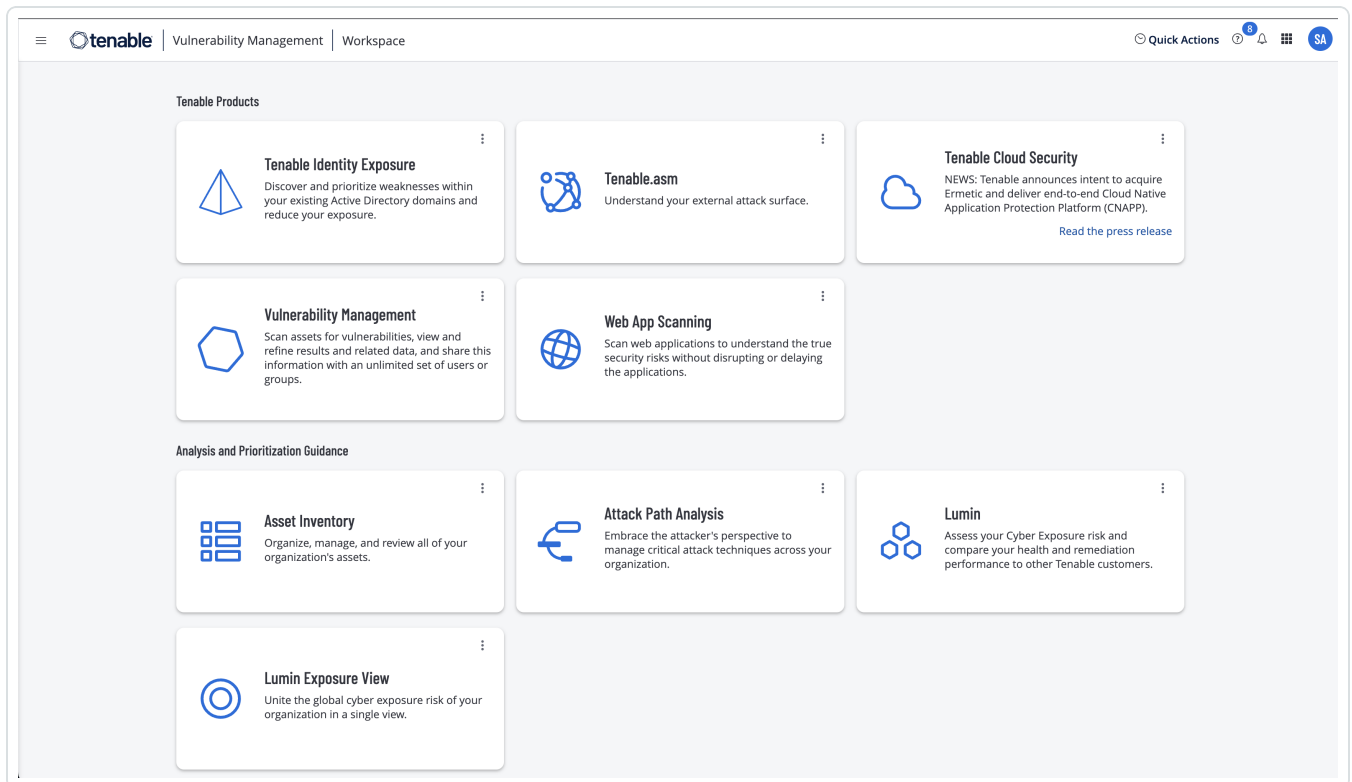 tenable Vulnerability Management Workspace Quick Actions 8 SA
Tenable Products
Tenable Identity Exposure
Discover and prioritize weaknesses within
your existing Active Directory domains and
reduce your exposure.
Tenable.asm
Understand your external attack surface.
Tenable Cloud Security
NEWS: Tenable announces intent to acquire
Ermetic and deliver end-to-end Cloud Native
Application Protection Platform (CNAPP).
Read the press release
Vulnerability Management
Scan assets for vulnerabilities, view and
refine results and related data, and share this
information with an unlimited set of users or
groups.
Web App Scanning
Scan web applications to understand the true
security risks without disrupting or delaying
the applications.
Analysis and Prioritization Guidance
Asset Inventory
Organize, manage, and review all of your
organization's assets.
Attack Path Analysis
Embrace the attacker's perspective to
manage critical attack techniques across your
organization.
Lumin
Assess your Cyber Exposure risk and
compare your health and remediation
performance to other Tenable customers.
Lumin Exposure View
Unite the global cyber exposure risk of your
organization in a single view.